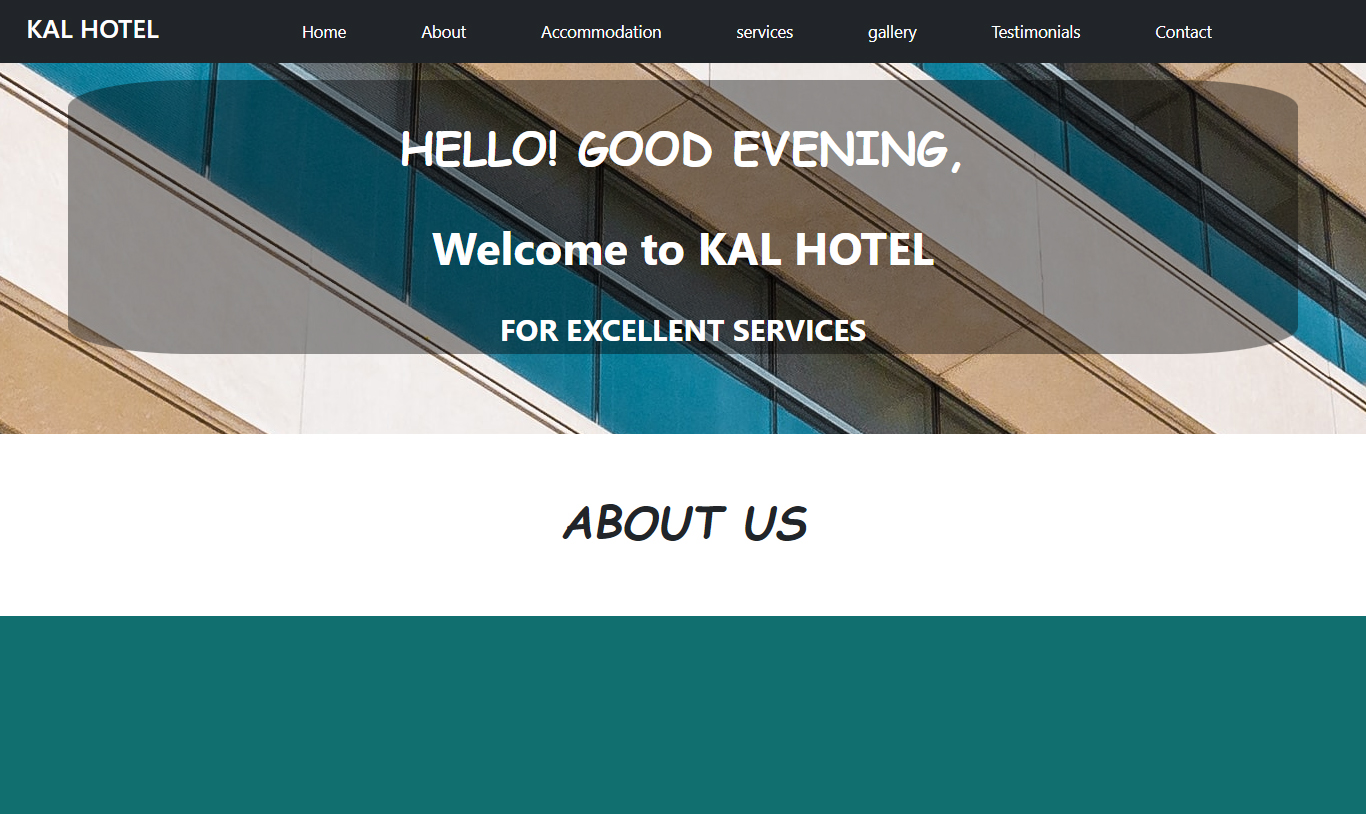 KAL HOTEL
Home About Accommodation services gallery Testimonials Contact
HELLO! GOOD EVENING,
Welcome to KAL HOTEL
FOR EXCELLENT SERVICES
ABOUT US